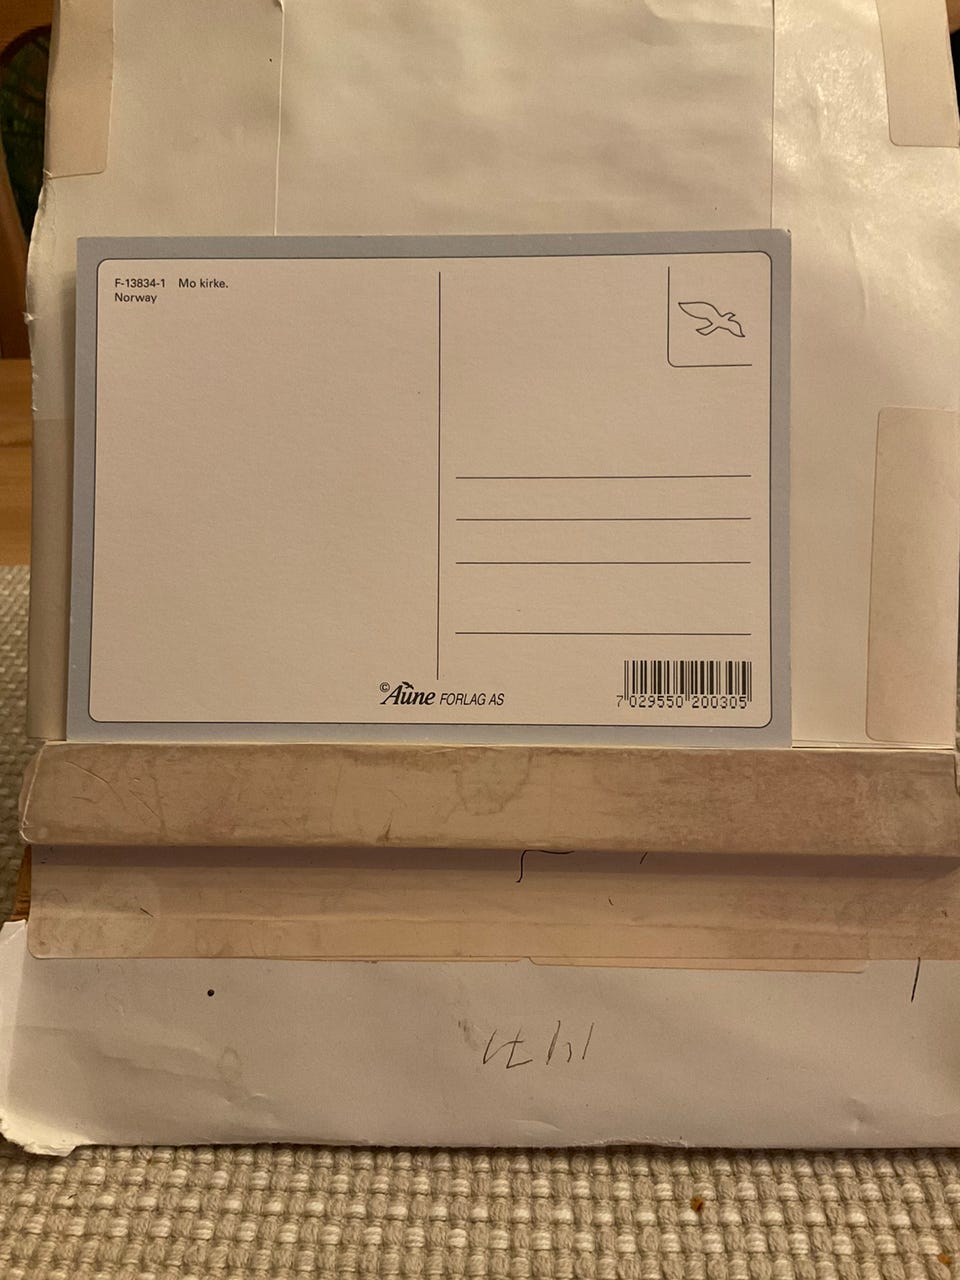 F-13834-1 Mo kirke.
Norway
©Aune FORLAG AS
7 029550 200305